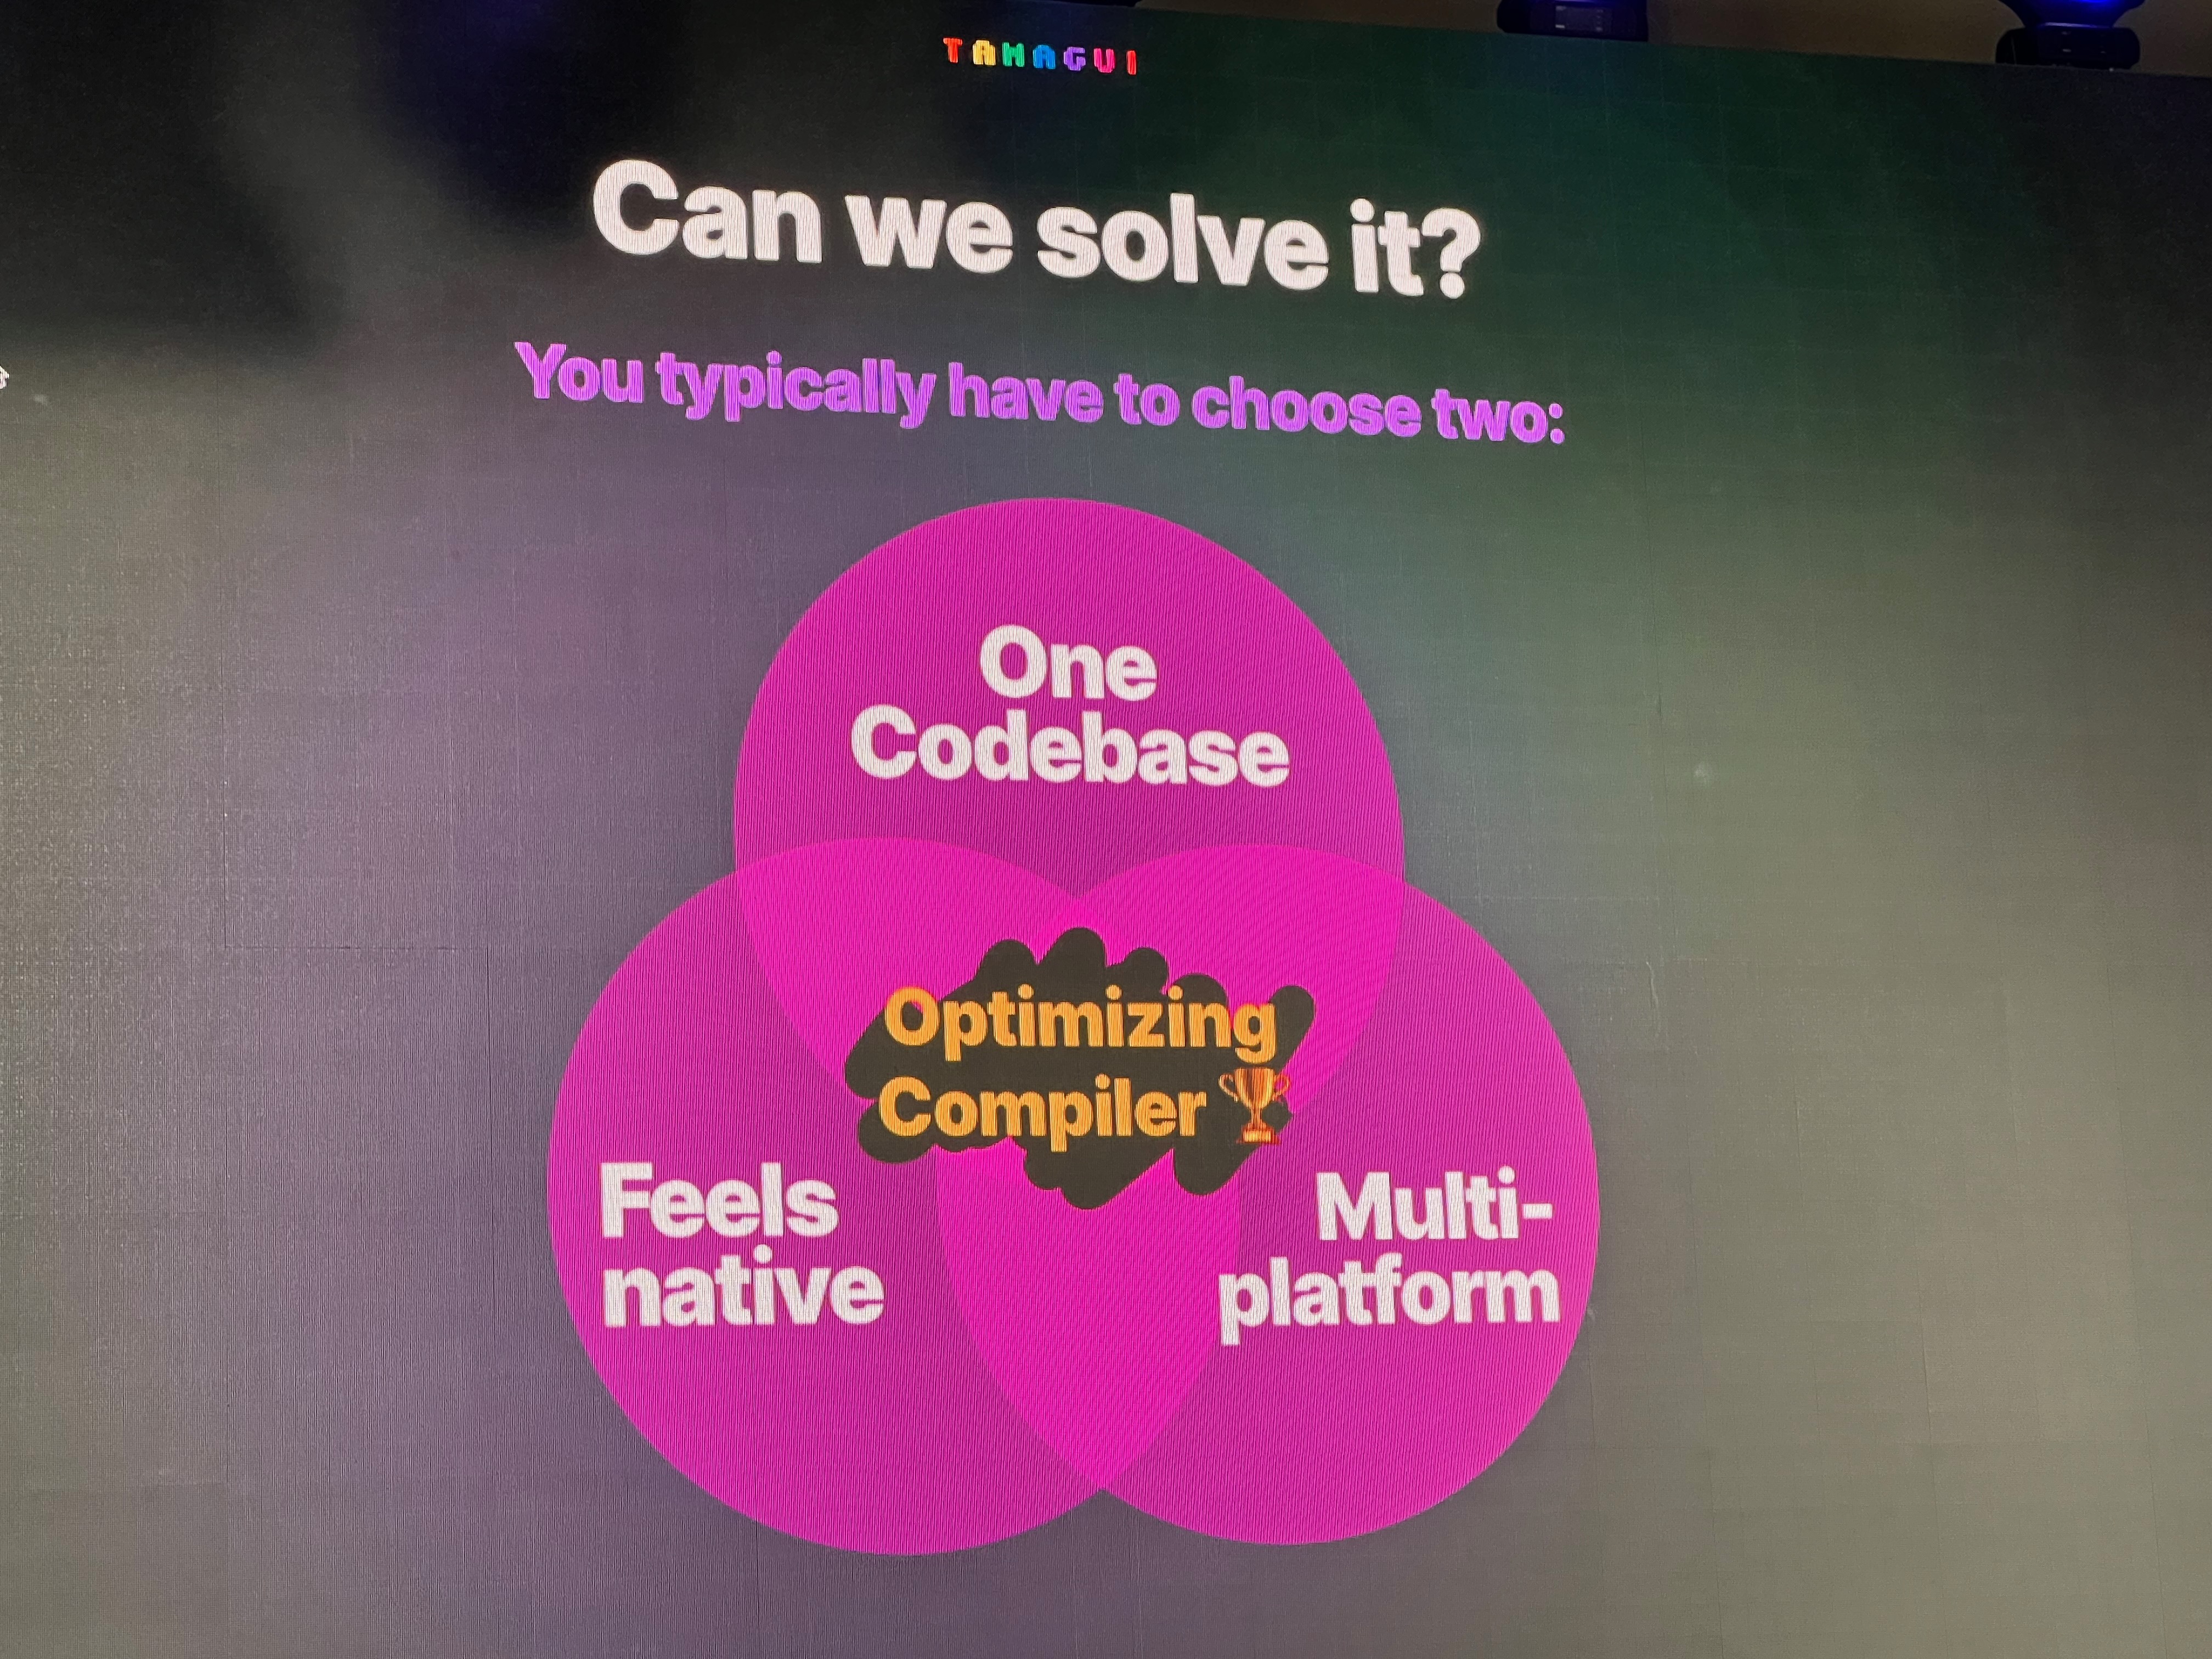 TAMAGUI
Can we solve it?
You typically have to choose two:
One
Codebase
Optimizing
Compiler 🏆
Feels
native
Multi-
platform